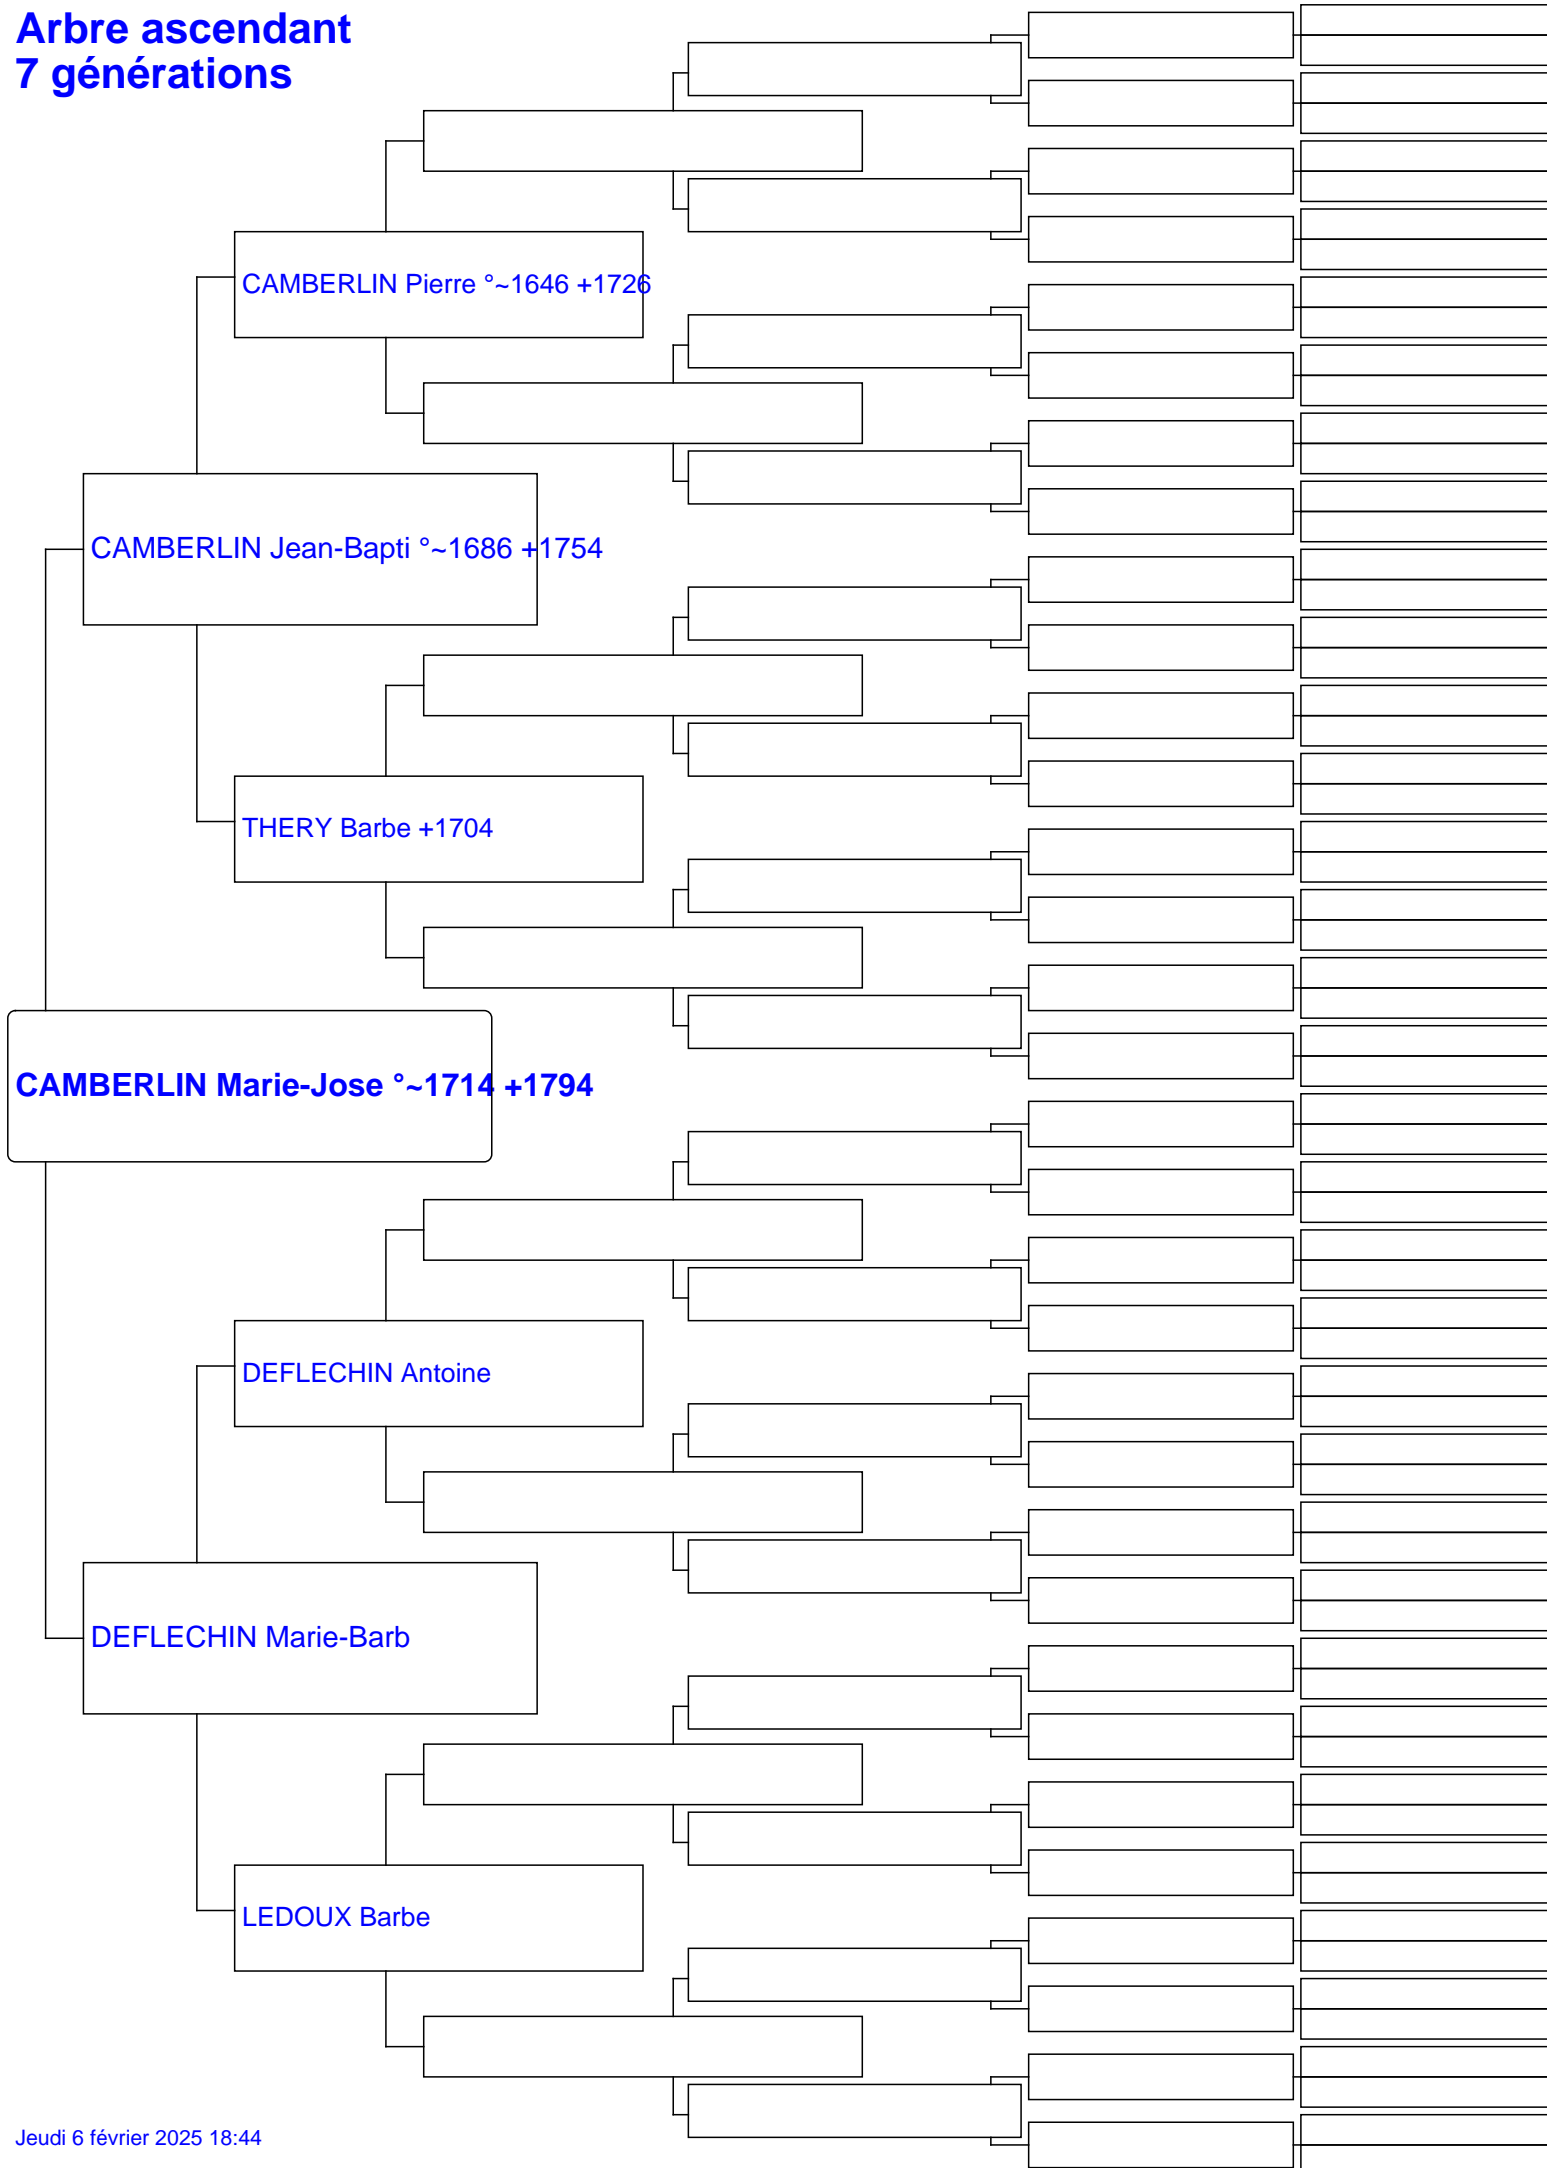 Arbre ascendant
7 générations
CAMBERLIN Pierre °~1646 +1726
CAMBERLIN Jean-Bapti °~1686 +1754
THERY Barbe +1704
CAMBERLIN Marie-Jose °~1714 +1794
DEFLECHIN Antoine
DEFLECHIN Marie-Barb
LEDOUX Barbe
Jeudi 6 février 2025 18:44